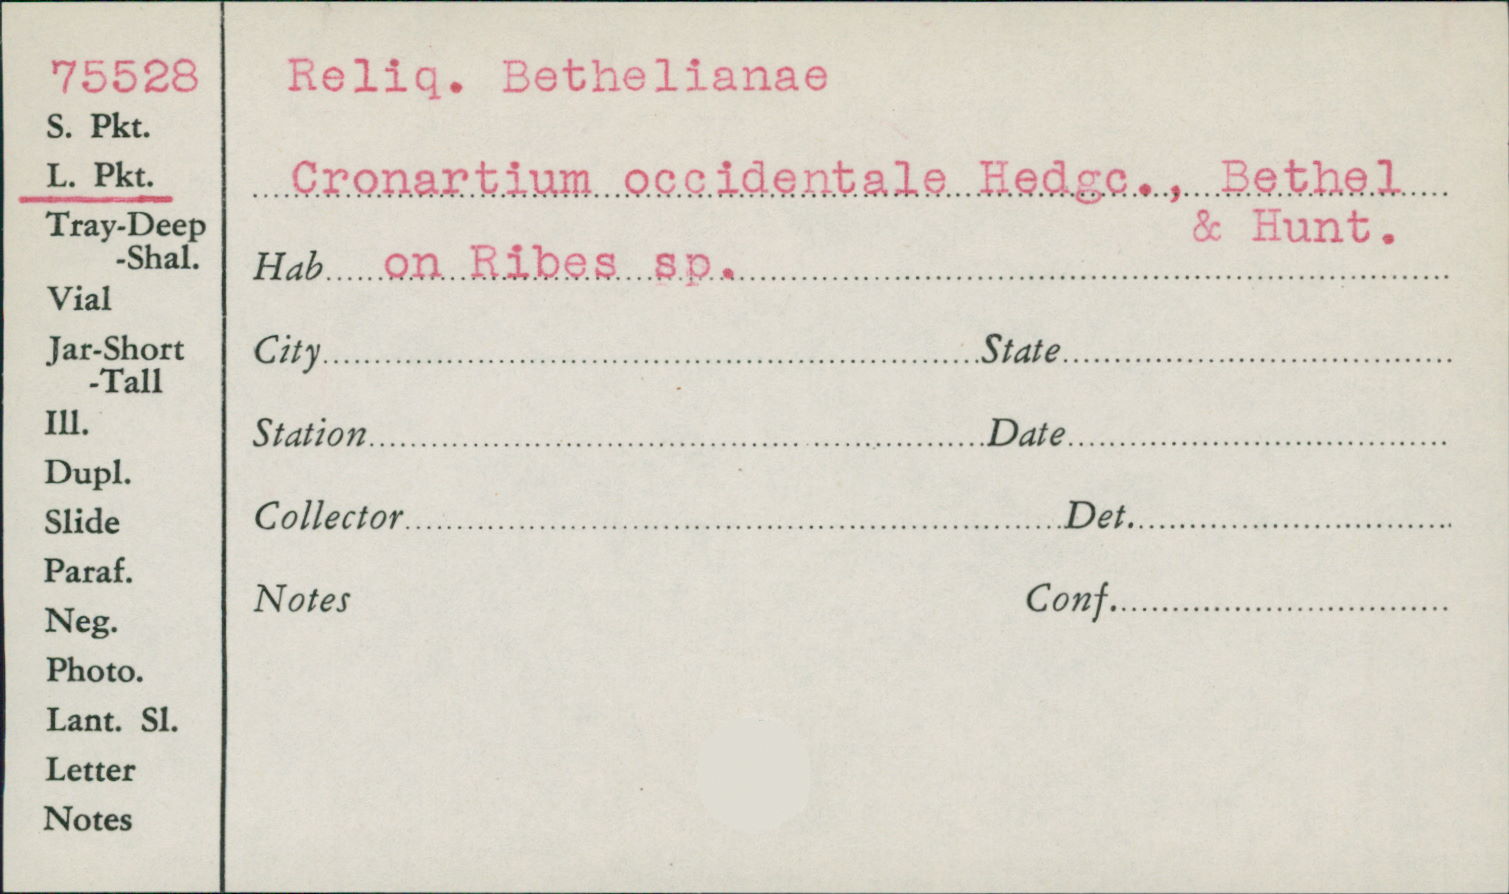 75528
S. Pkt.
L. Pkt.
Tray-Deep
-Shal.
Vial
Jar-Short
-Tall
Ill.
Dupl.
Slide
Paraf.
Neg.
Photo.
Lant. Sl.
Letter
Notes
Reliq. Bethelianae
Cronartium occidentale Hedgc., Bethel
& Hunt.
Hab on Ribes sp.
City State
Station Date
Collector Det.
Notes Conf.